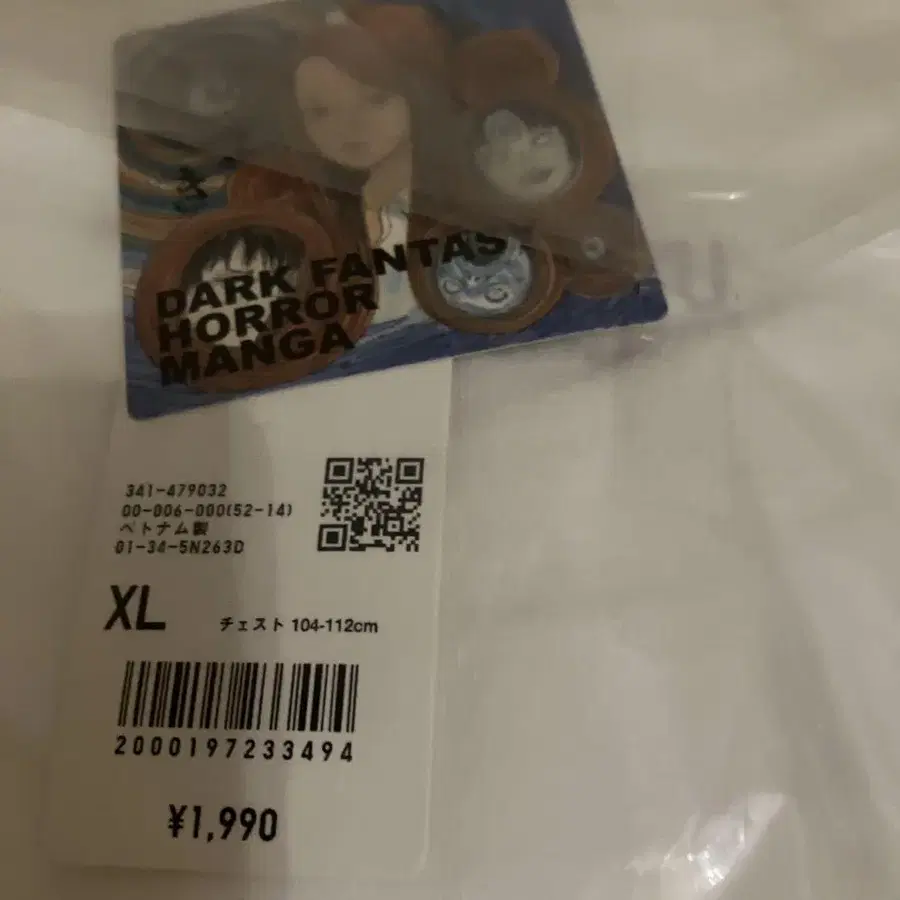 DARK FANTAS
HORROR
MANGA
341-479032
00-006-000(52-14)
ベトナム製
01-34-5N263D
XL チェスト 104-112cm
2000197233494
¥1,990